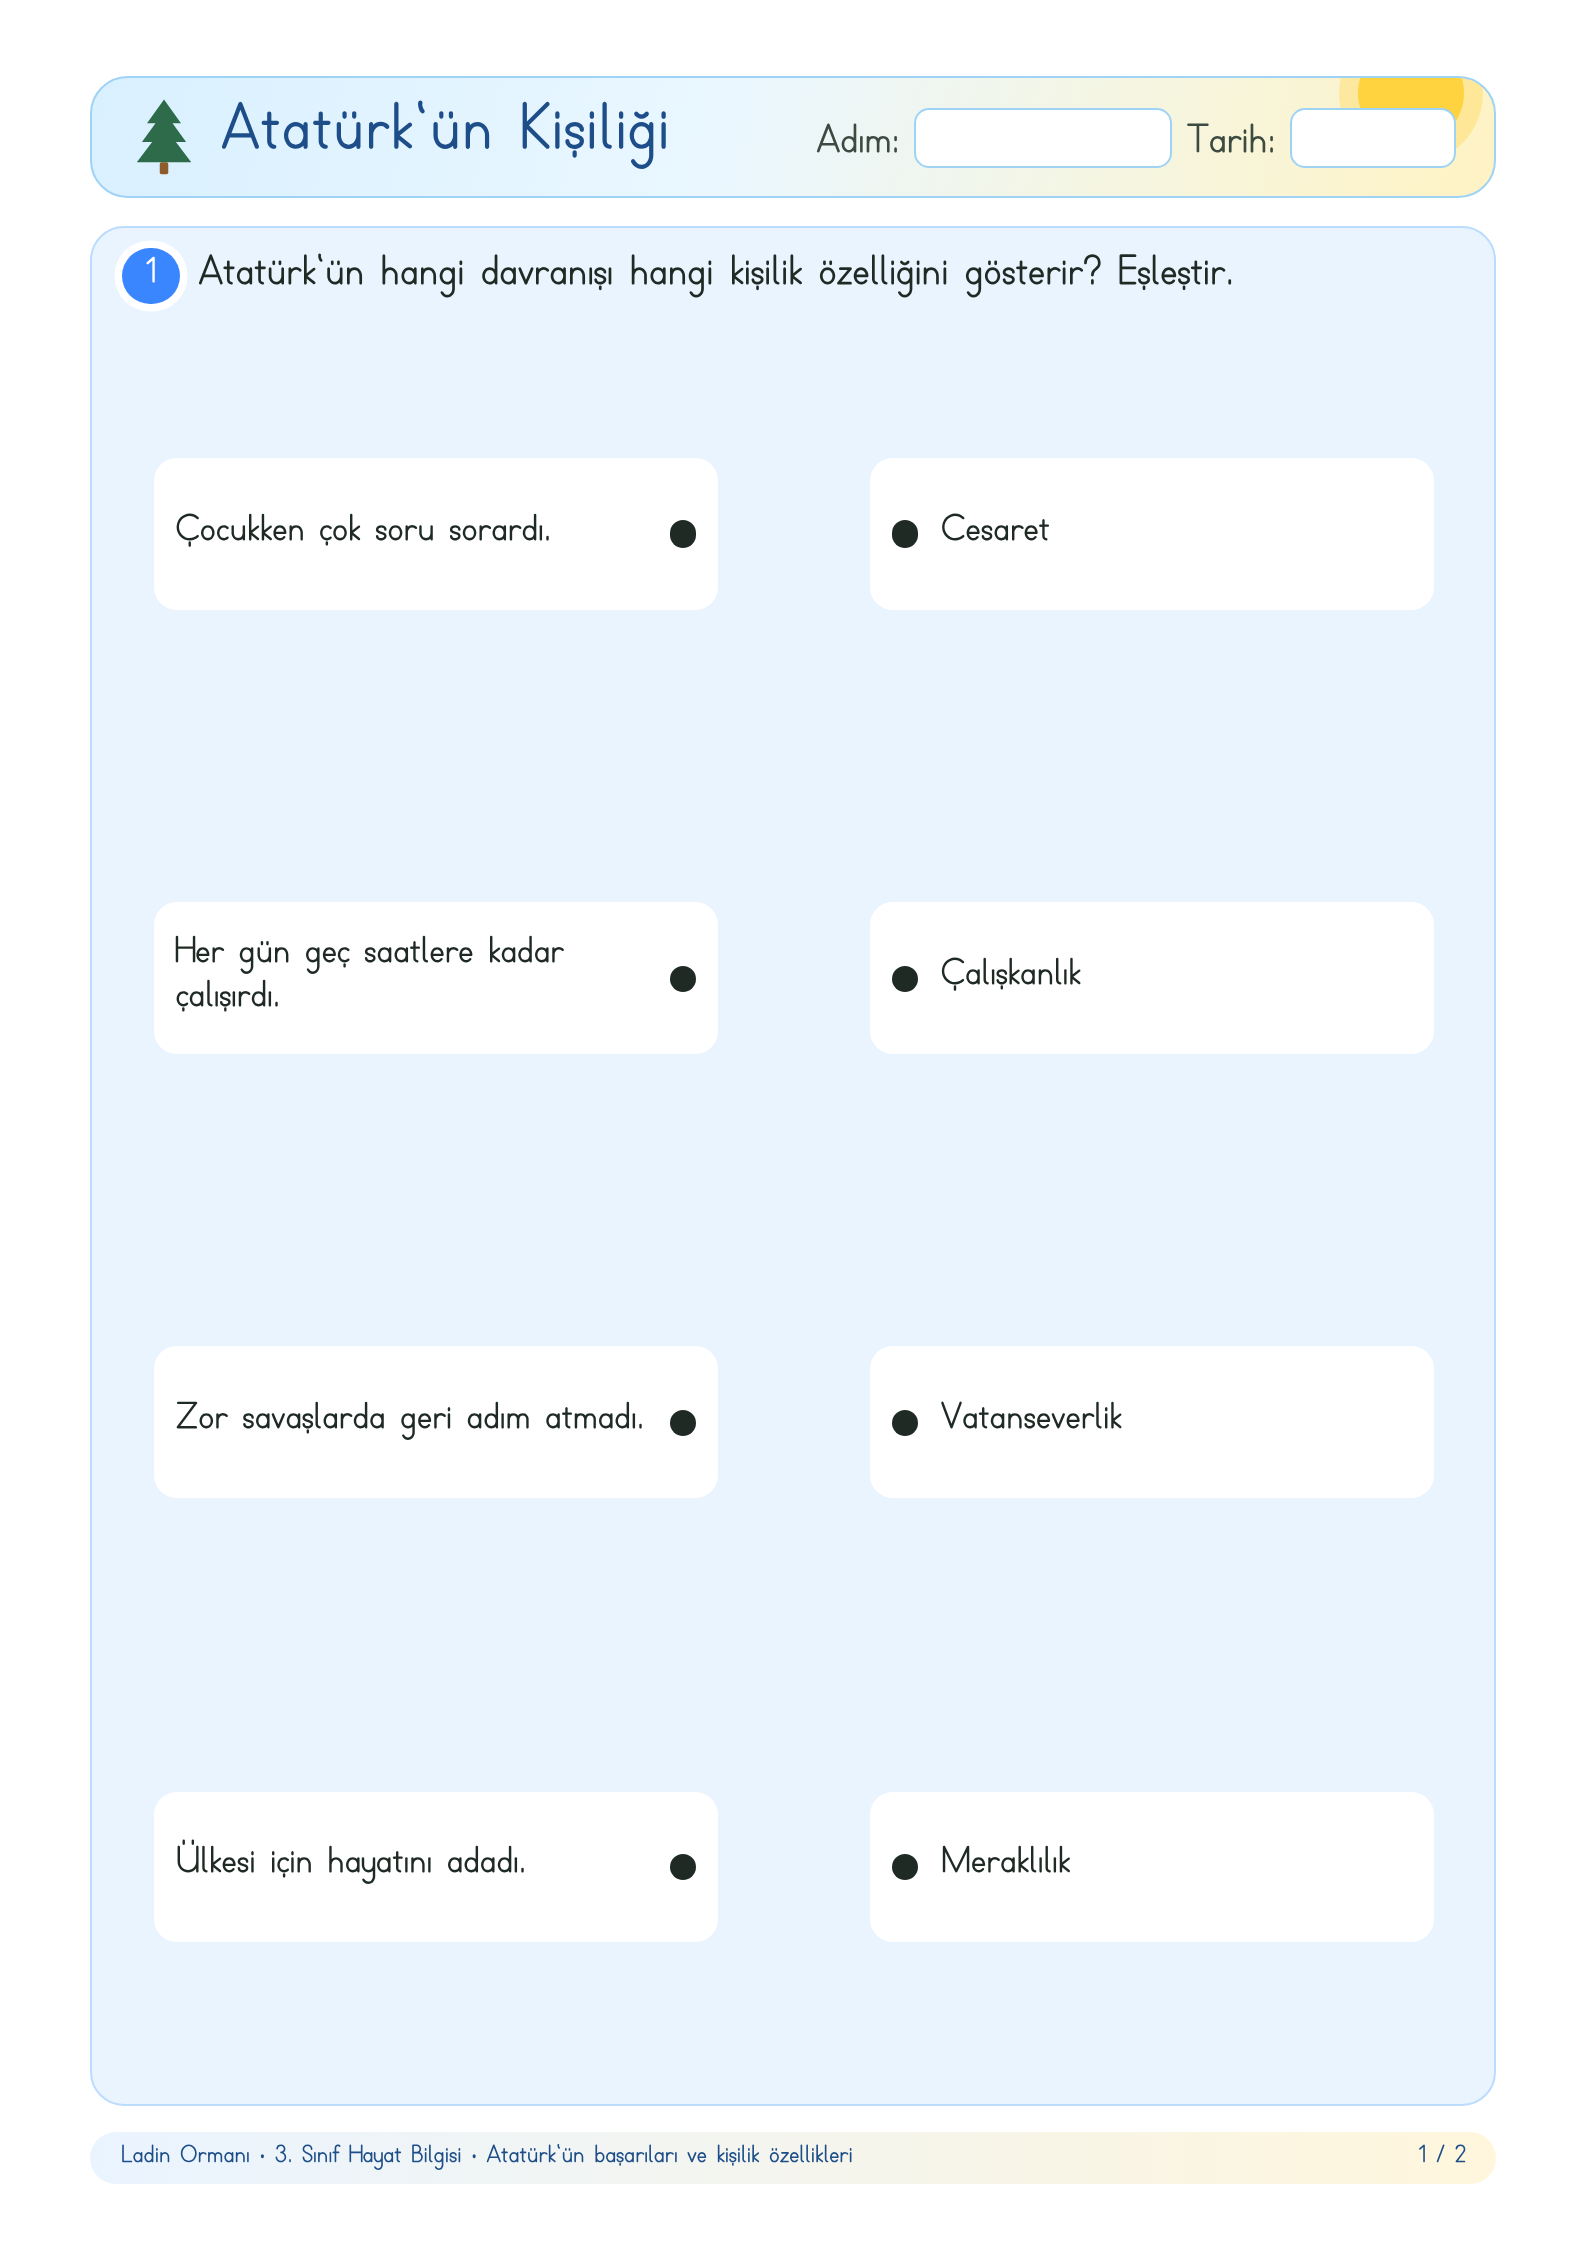 Atatürk'ün Kişiliği
Adım:
Tarih:
1
Atatürk'ün hangi davranışı hangi kişilik özelliğini gösterir? Eşleştir.
Çocukken çok soru sorardı.
Cesaret
Her gün geç saatlere kadar
çalışırdı.
Çalışkanlık
Zor savaşlarda geri adım atmadı.
Vatanseverlik
Ülkesi için hayatını adadı.
Meraklılık
Ladin Ormanı • 3. Sınıf Hayat Bilgisi • Atatürk'ün başarıları ve kişilik özellikleri
1 / 2